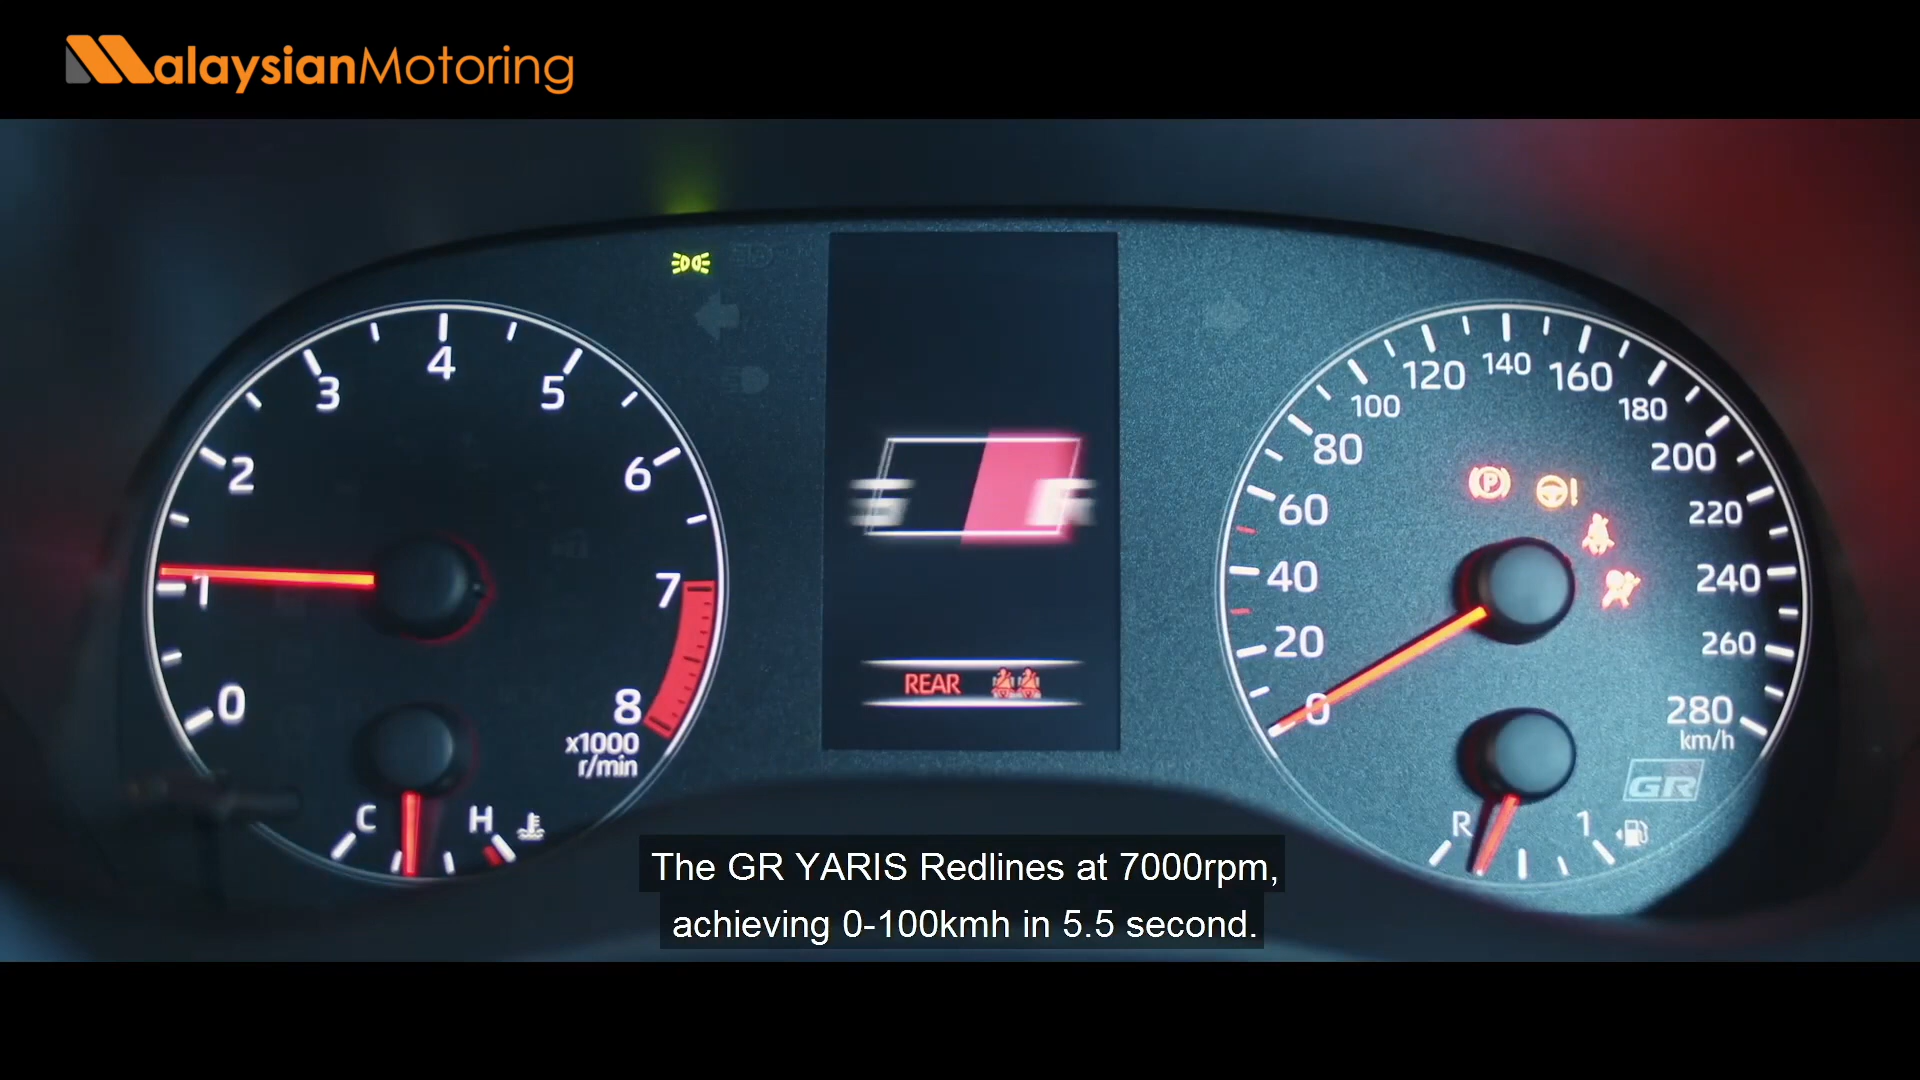 MalaysianMotoring
0
1
2
3
4
5
6
7
8
x1000
r/min
C
H
REAR
0
20
40
60
80
100
120
140
160
180
200
220
240
260
280
km/h
P
!
GR
R
1
The GR YARIS Redlines at 7000rpm,
achieving 0-100kmh in 5.5 second.